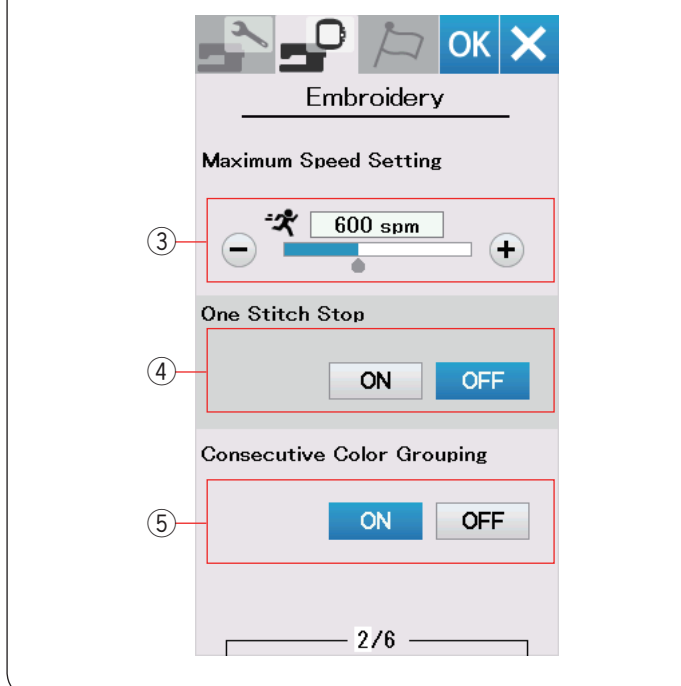 OK X
Embroidery
Maximum Speed Setting
③ 600 spm
− +
One Stitch Stop
④ ON OFF
Consecutive Color Grouping
⑤ ON OFF
2/6